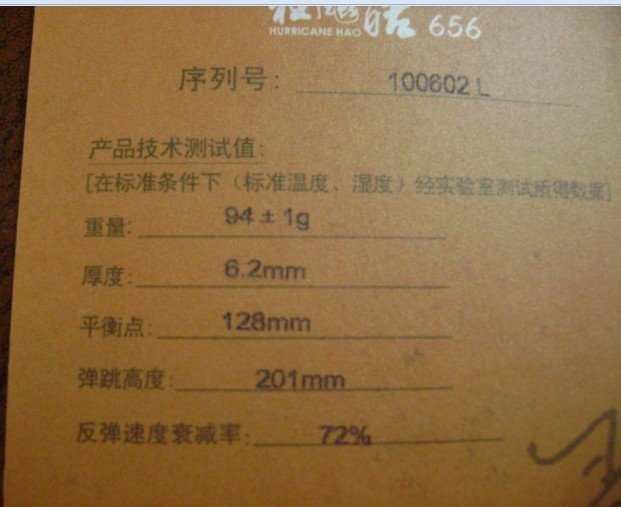 HURRICANE HAO 656
序列号: 100602 L
产品技术测试值:
[在标准条件下(标准温度、湿度)经实验室测试所得数据]
重量: 94 ± 1g
厚度: 6.2mm
平衡点: 128mm
弹跳高度: 201mm
反弹速度衰减率: 72%